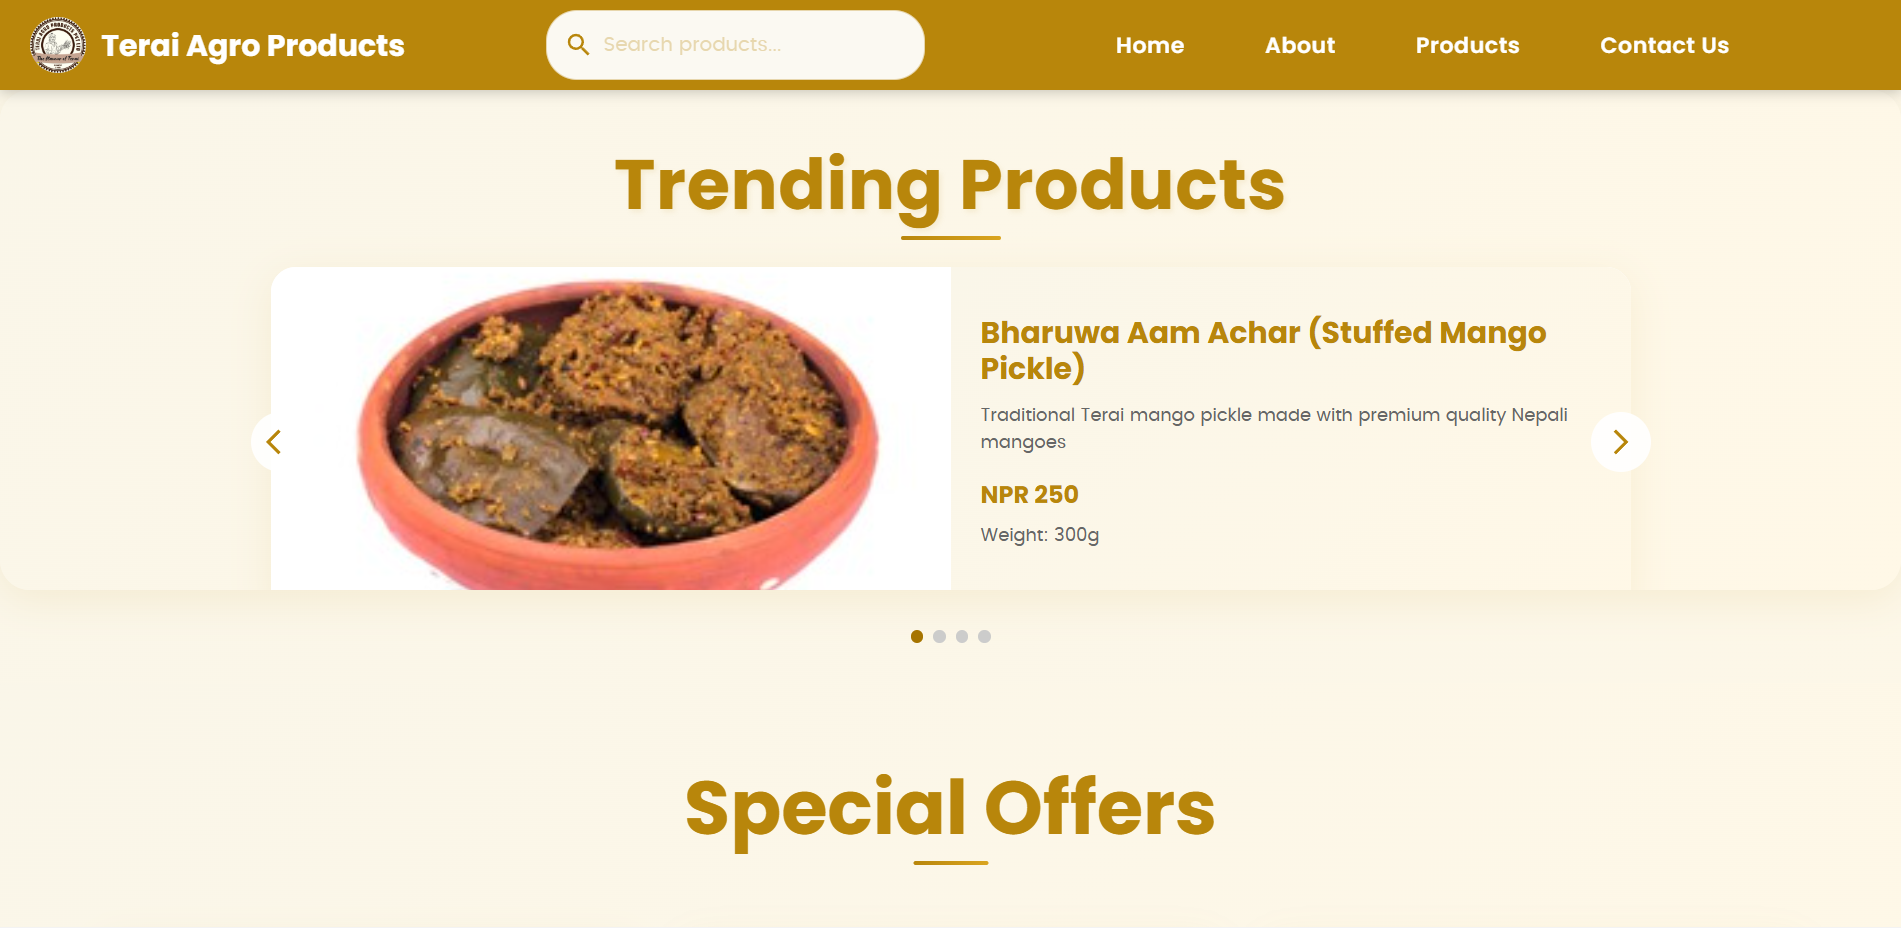 Terai Agro Products
Search products...
Home
About
Products
Contact Us
Trending Products
Bharuwa Aam Achar (Stuffed Mango
Pickle)
Traditional Terai mango pickle made with premium quality Nepali
mangoes
NPR 250
Weight: 300g
Special Offers